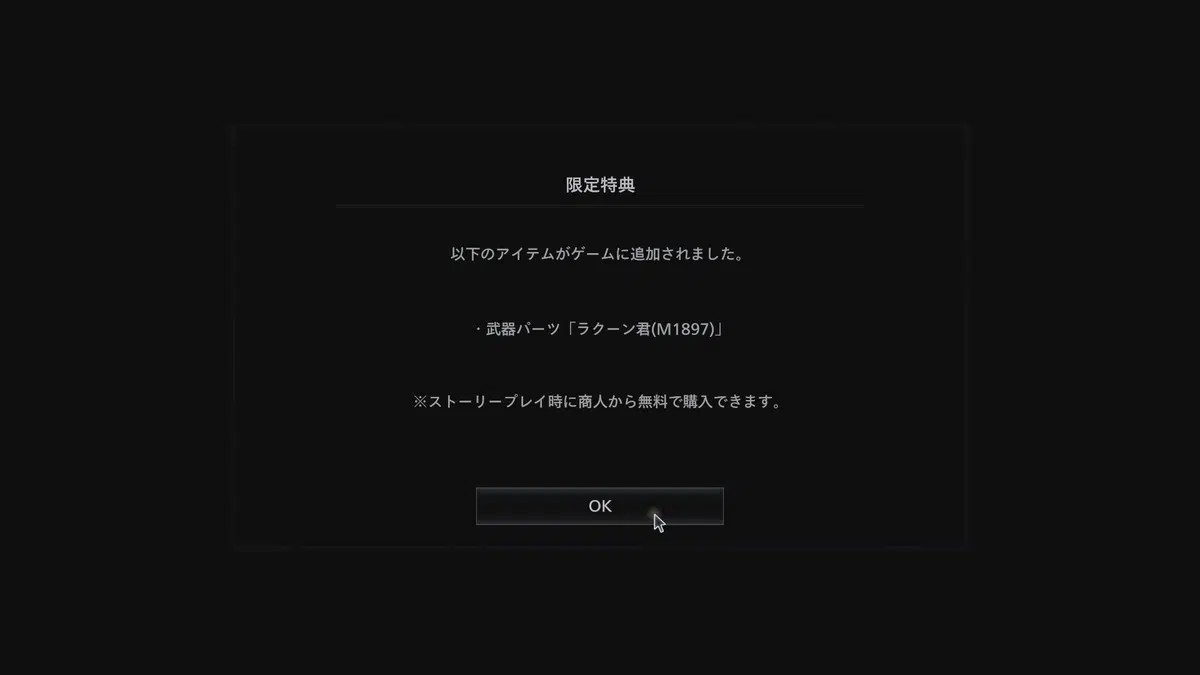 限定特典
以下のアイテムがゲームに追加されました。
・武器パーツ「ラクーン君(M1897)」
※ストーリープレイ時に商人から無料で購入できます。
OK